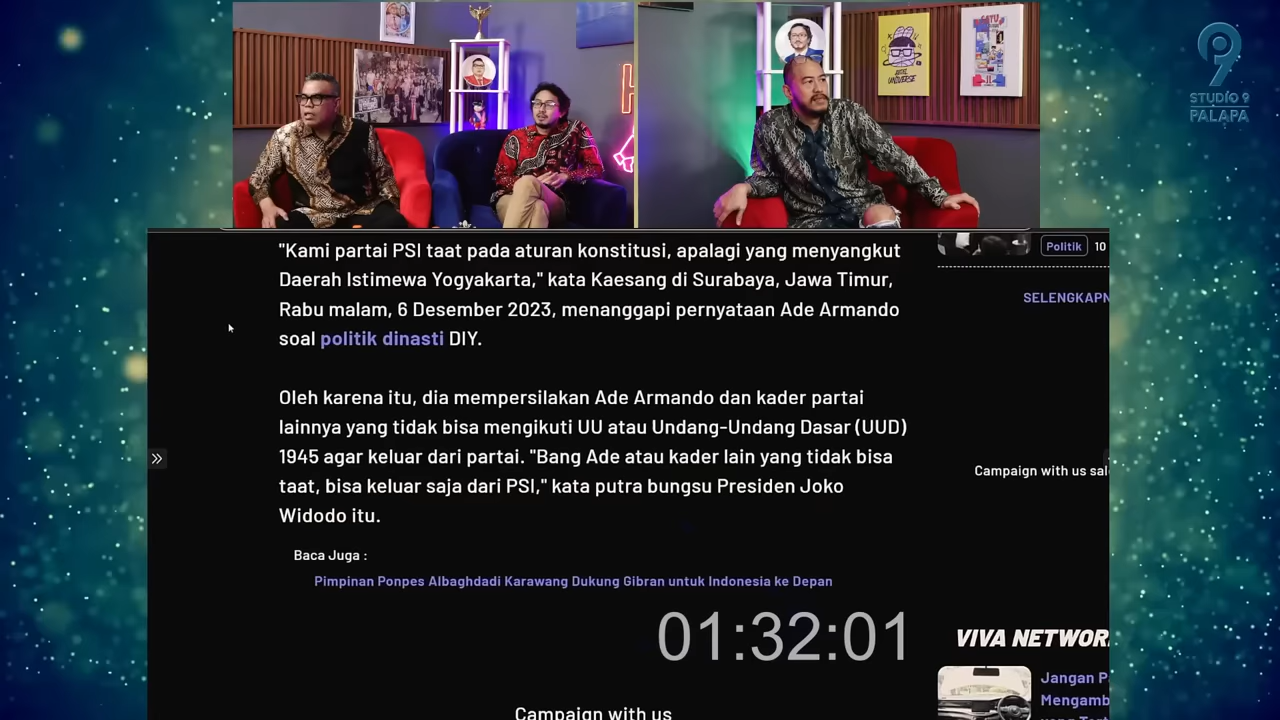 STUDIO 9
PALAPA
"Kami partai PSI taat pada aturan konstitusi, apalagi yang menyangkut
Daerah Istimewa Yogyakarta," kata Kaesang di Surabaya, Jawa Timur,
Rabu malam, 6 Desember 2023, menanggapi pernyataan Ade Armando
soal politik dinasti DIY.
Oleh karena itu, dia mempersilakan Ade Armando dan kader partai
lainnya yang tidak bisa mengikuti UU atau Undang-Undang Dasar (UUD)
1945 agar keluar dari partai. "Bang Ade atau kader lain yang tidak bisa
taat, bisa keluar saja dari PSI," kata putra bungsu Presiden Joko
Widodo itu.
Baca Juga :
Pimpinan Ponpes Albaghdadi Karawang Dukung Gibran untuk Indonesia ke Depan
01:32:01
Campaign with us
Politik 10
SELENGKAPN
Campaign with us sal
VIVA NETWOR
Jangan P
Mengamb